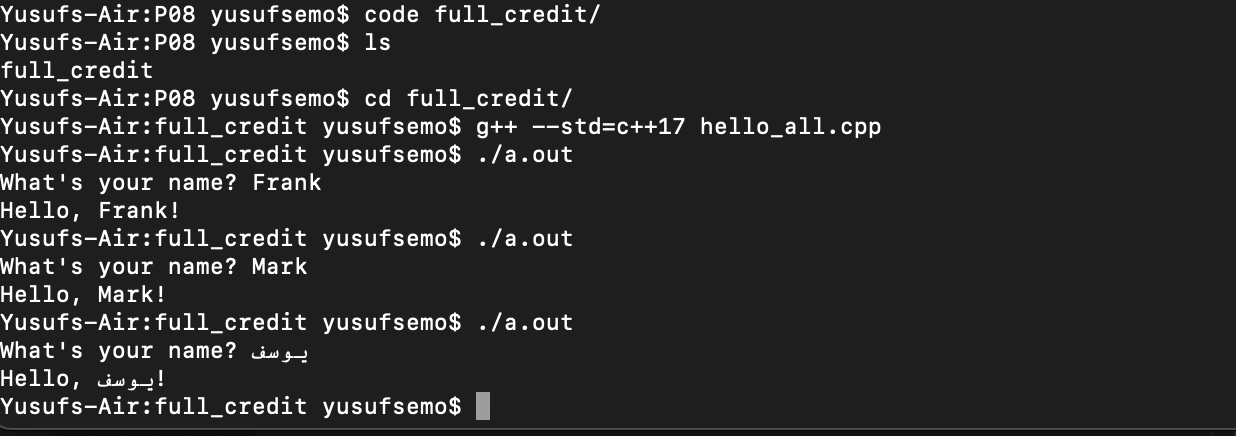 Yusufs-Air:P08 yusufsemo$ code full_credit/
Yusufs-Air:P08 yusufsemo$ ls
full_credit
Yusufs-Air:P08 yusufsemo$ cd full_credit/
Yusufs-Air:full_credit yusufsemo$ g++ --std=c++17 hello_all.cpp
Yusufs-Air:full_credit yusufsemo$ ./a.out
What's your name? Frank
Hello, Frank!
Yusufs-Air:full_credit yusufsemo$ ./a.out
What's your name? Mark
Hello, Mark!
Yusufs-Air:full_credit yusufsemo$ ./a.out
What's your name? يوسف
Hello, يوسف!
Yusufs-Air:full_credit yusufsemo$